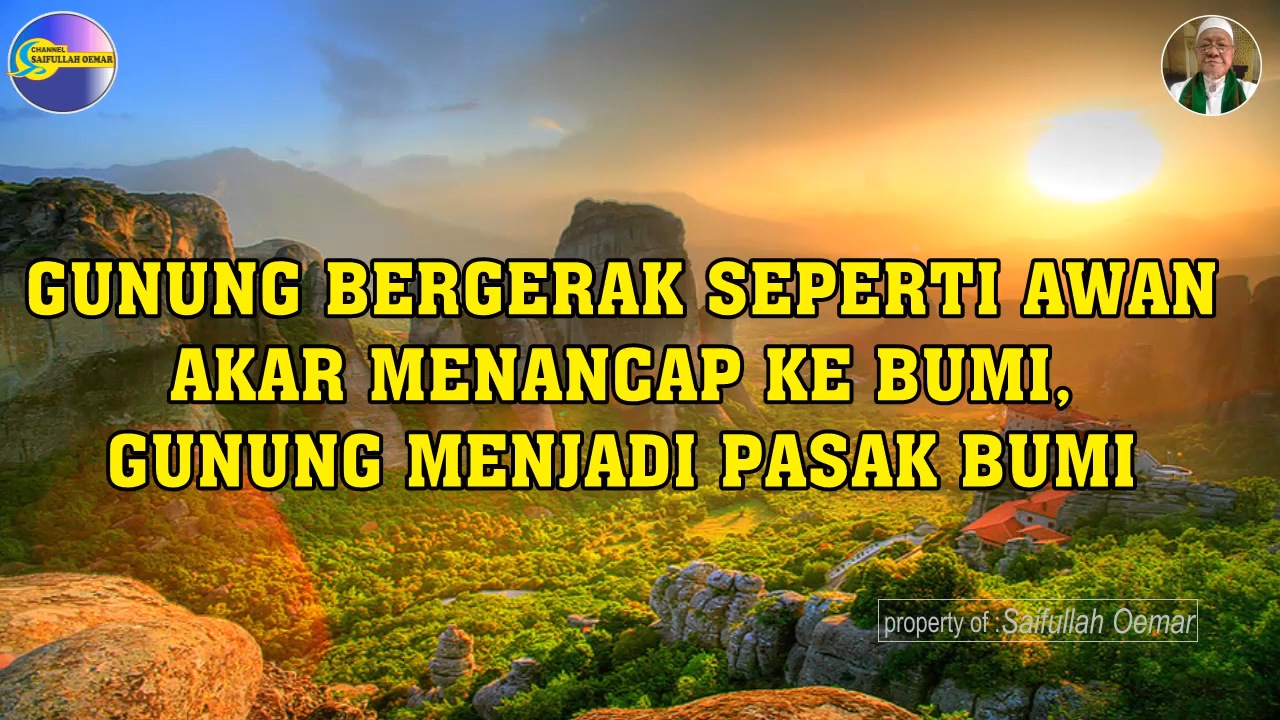 CHANNEL
SAIFULLAH OEMAR
GUNUNG BERGERAK SEPERTI AWAN
AKAR MENANCAP KE BUMI,
GUNUNG MENJADI PASAK BUMI
property of :Saifullah Oemar